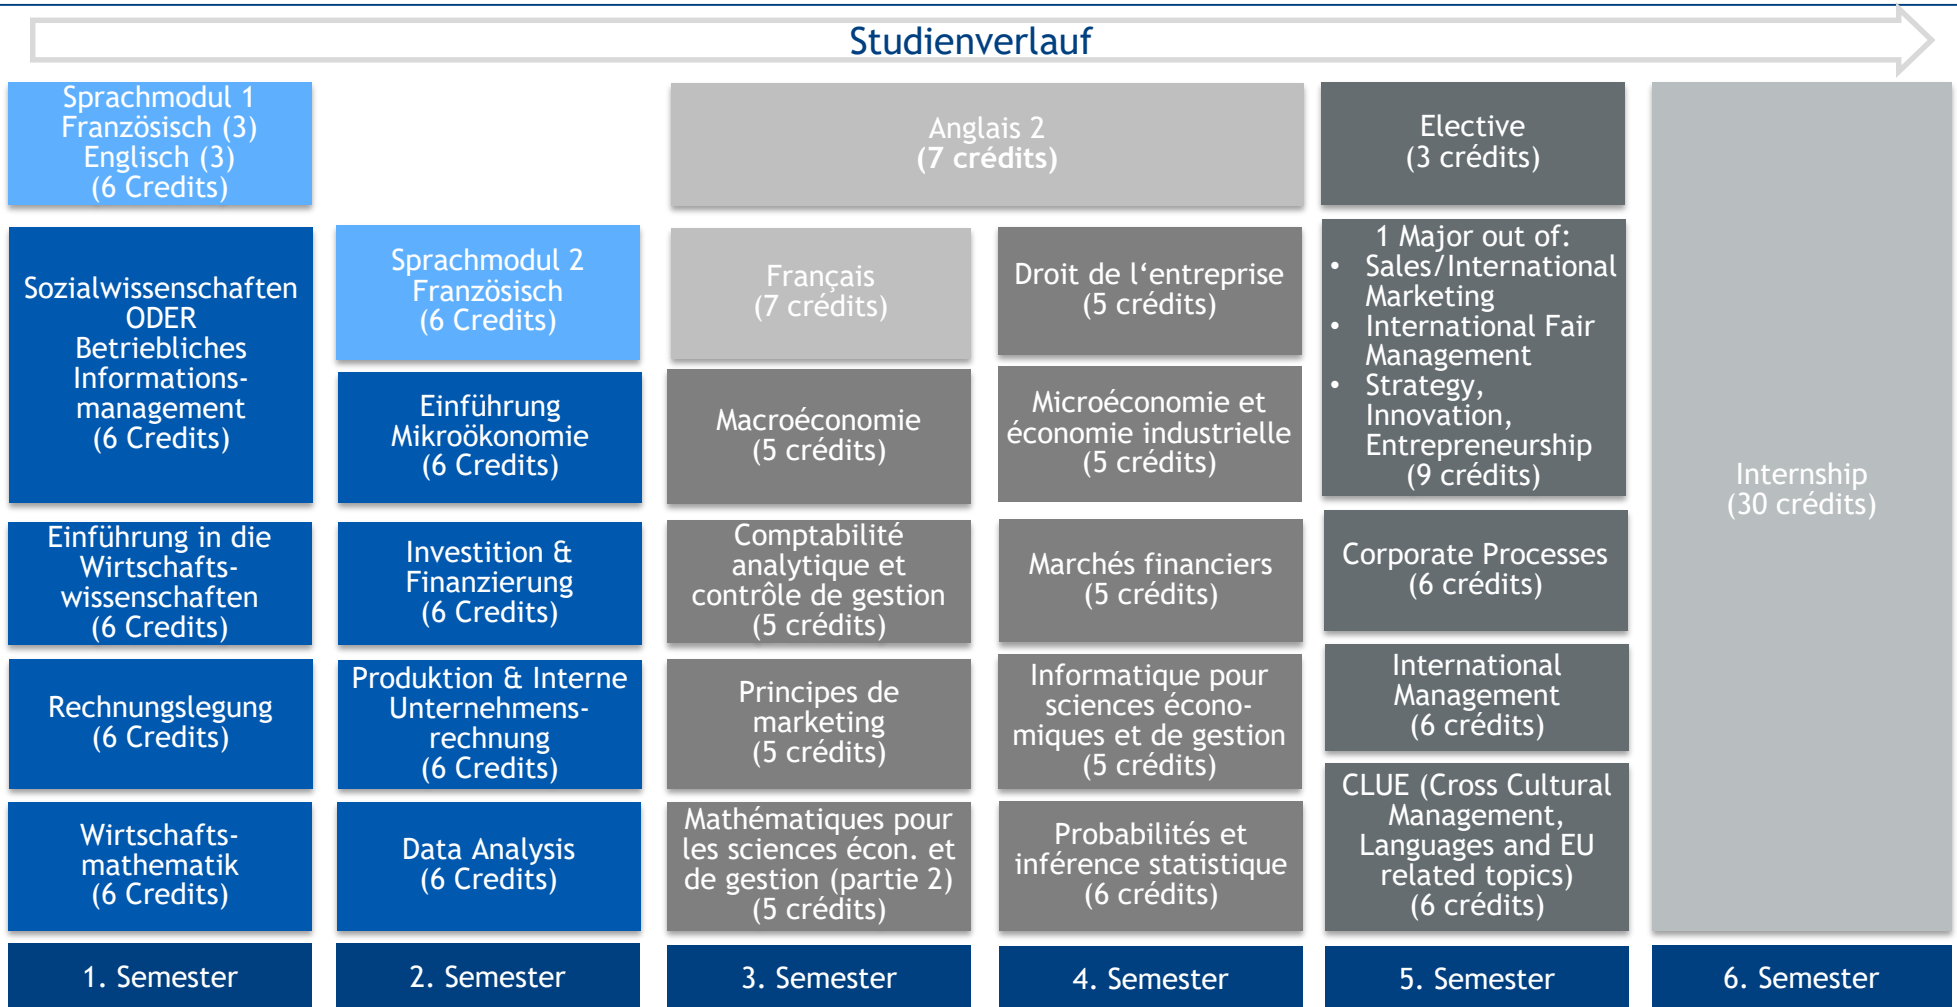 Studienverlauf
Sprachmodul 1
Französisch (3)
Englisch (3)
(6 Credits)
Sozialwissenschaften
ODER
Betriebliches
Informations-
management
(6 Credits)
Einführung in die
Wirtschafts-
wissenschaften
(6 Credits)
Rechnungslegung
(6 Credits)
Wirtschafts-
mathematik
(6 Credits)
1. Semester
Sprachmodul 2
Französisch
(6 Credits)
Einführung
Mikroökonomie
(6 Credits)
Investition &
Finanzierung
(6 Credits)
Produktion & Interne
Unternehmens-
rechnung
(6 Credits)
Data Analysis
(6 Credits)
2. Semester
Anglais 2
(7 crédits)
Français
(7 crédits)
Macroéconomie
(5 crédits)
Comptabilité
analytique et
contrôle de gestion
(5 crédits)
Principes de
marketing
(5 crédits)
Mathématiques pour
les sciences écon. et
de gestion (partie 2)
(5 crédits)
3. Semester
Droit de l‘entreprise
(5 crédits)
Microéconomie et
économie industrielle
(5 crédits)
Marchés financiers
(5 crédits)
Informatique pour
sciences écono-
miques et de gestion
(5 crédits)
Probabilités et
inférence statistique
(6 crédits)
4. Semester
Elective
(3 crédits)
1 Major out of:
• Sales/International
Marketing
• International Fair
Management
• Strategy,
Innovation,
Entrepreneurship
(9 crédits)
Corporate Processes
(6 crédits)
International
Management
(6 crédits)
CLUE (Cross Cultural
Management,
Languages and EU
related topics)
(6 crédits)
5. Semester
Internship
(30 crédits)
6. Semester